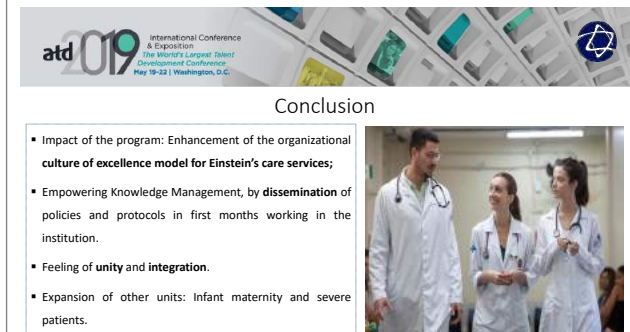 atd 2019
International Conference
& Exposition
The World's Largest Talent
Development Conference
May 19-22 | Washington, D.C.
Conclusion
▪ Impact of the program: Enhancement of the organizational
culture of excellence model for Einstein's care services;
▪ Empowering Knowledge Management, by dissemination of
policies and protocols in first months working in the
institution.
▪ Feeling of unity and integration.
▪ Expansion of other units: Infant maternity and severe
patients.